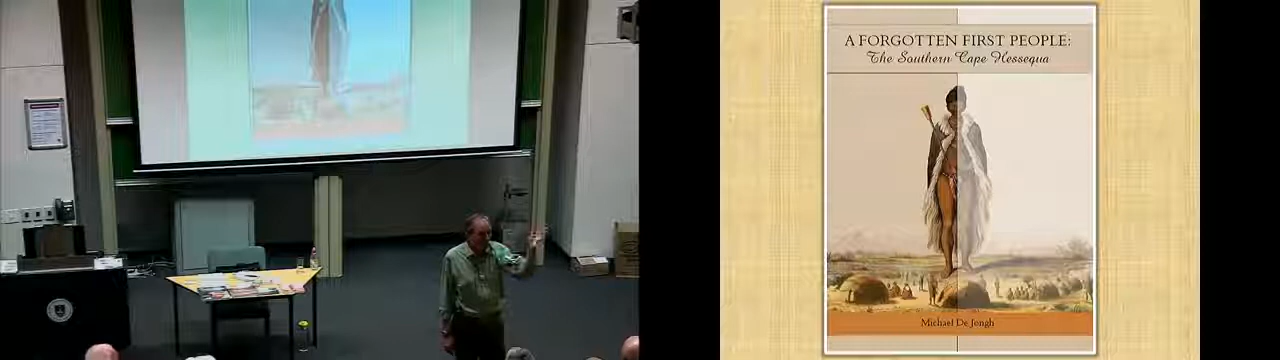 A FORGOTTEN FIRST PEOPLE:
The Southern Cape Hessequa
Michael De Jongh